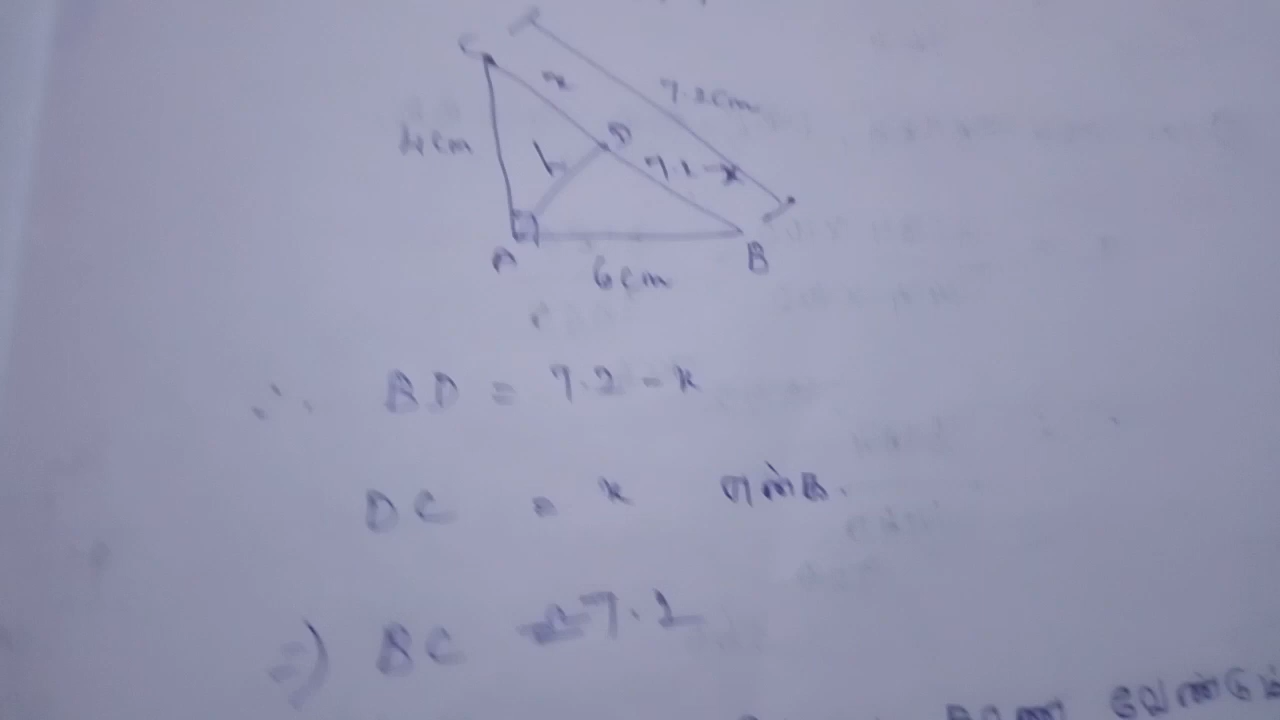 C
x
7.2cm
4cm
D
h
7.2-x
A
B
6cm
∴ BD = 7.2 - x
DC = x என்க.
=) BC = 7.2
வேண்டும்